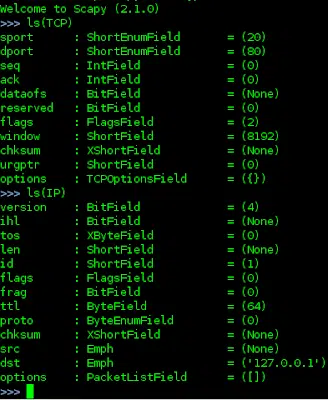 Welcome to Scapy (2.1.0)
>>> ls(TCP)
sport : ShortEnumField = (20)
dport : ShortEnumField = (80)
seq : IntField = (0)
ack : IntField = (0)
dataofs : BitField = (None)
reserved : BitField = (0)
flags : FlagsField = (2)
window : ShortField = (8192)
chksum : XShortField = (None)
urgptr : ShortField = (0)
options : TCPOptionsField = ({})
>>> ls(IP)
version : BitField = (4)
ihl : BitField = (None)
tos : XByteField = (0)
len : ShortField = (None)
id : ShortField = (1)
flags : FlagsField = (0)
frag : BitField = (0)
ttl : ByteField = (64)
proto : ByteEnumField = (0)
chksum : XShortField = (None)
src : Emph = (None)
dst : Emph = ('127.0.0.1')
options : PacketListField = ([])
>>>